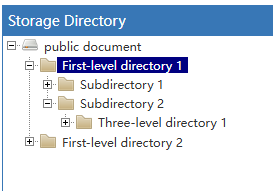 Storage Directory
public document
First-level directory 1
Subdirectory 1
Subdirectory 2
Three-level directory 1
First-level directory 2